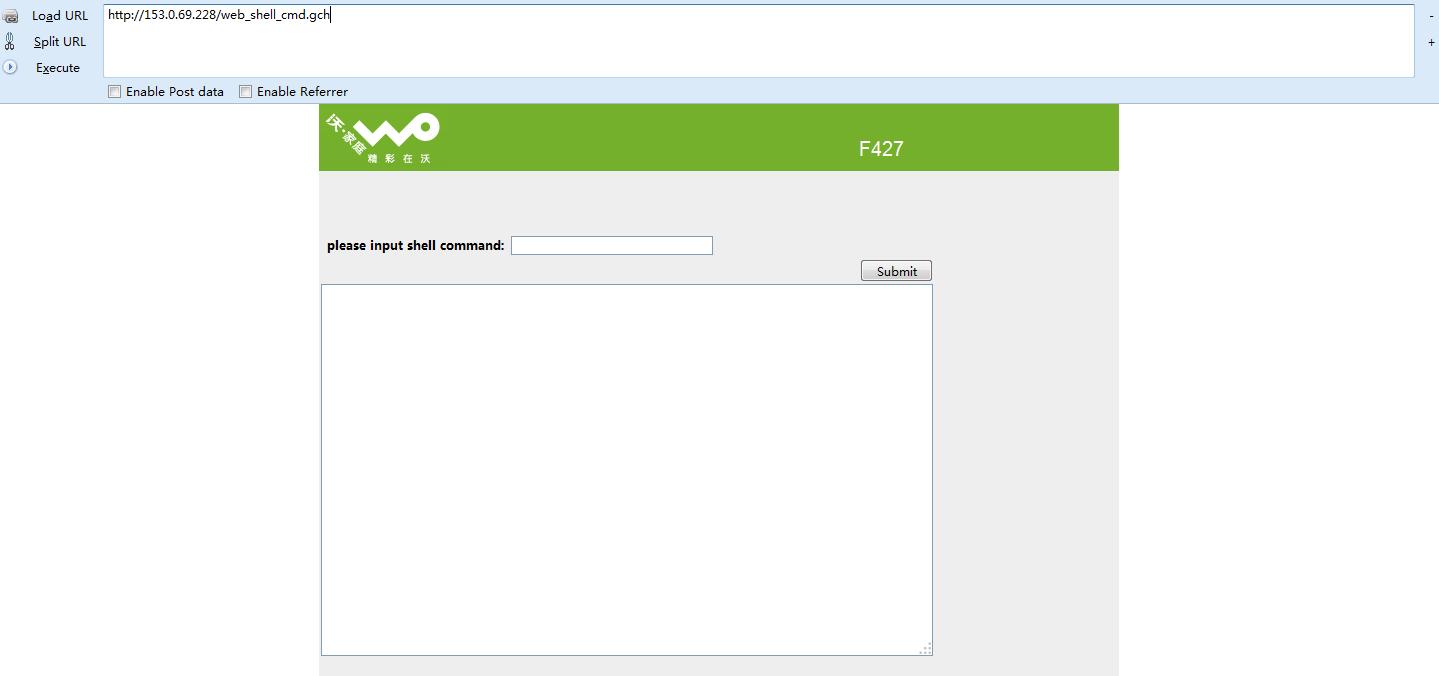 Load URL
http://153.0.69.228/web_shell_cmd.gch
-
Split URL
+
Execute
Enable Post data
Enable Referrer
沃·家庭
wo
精彩在沃
F427
please input shell command:
Submit